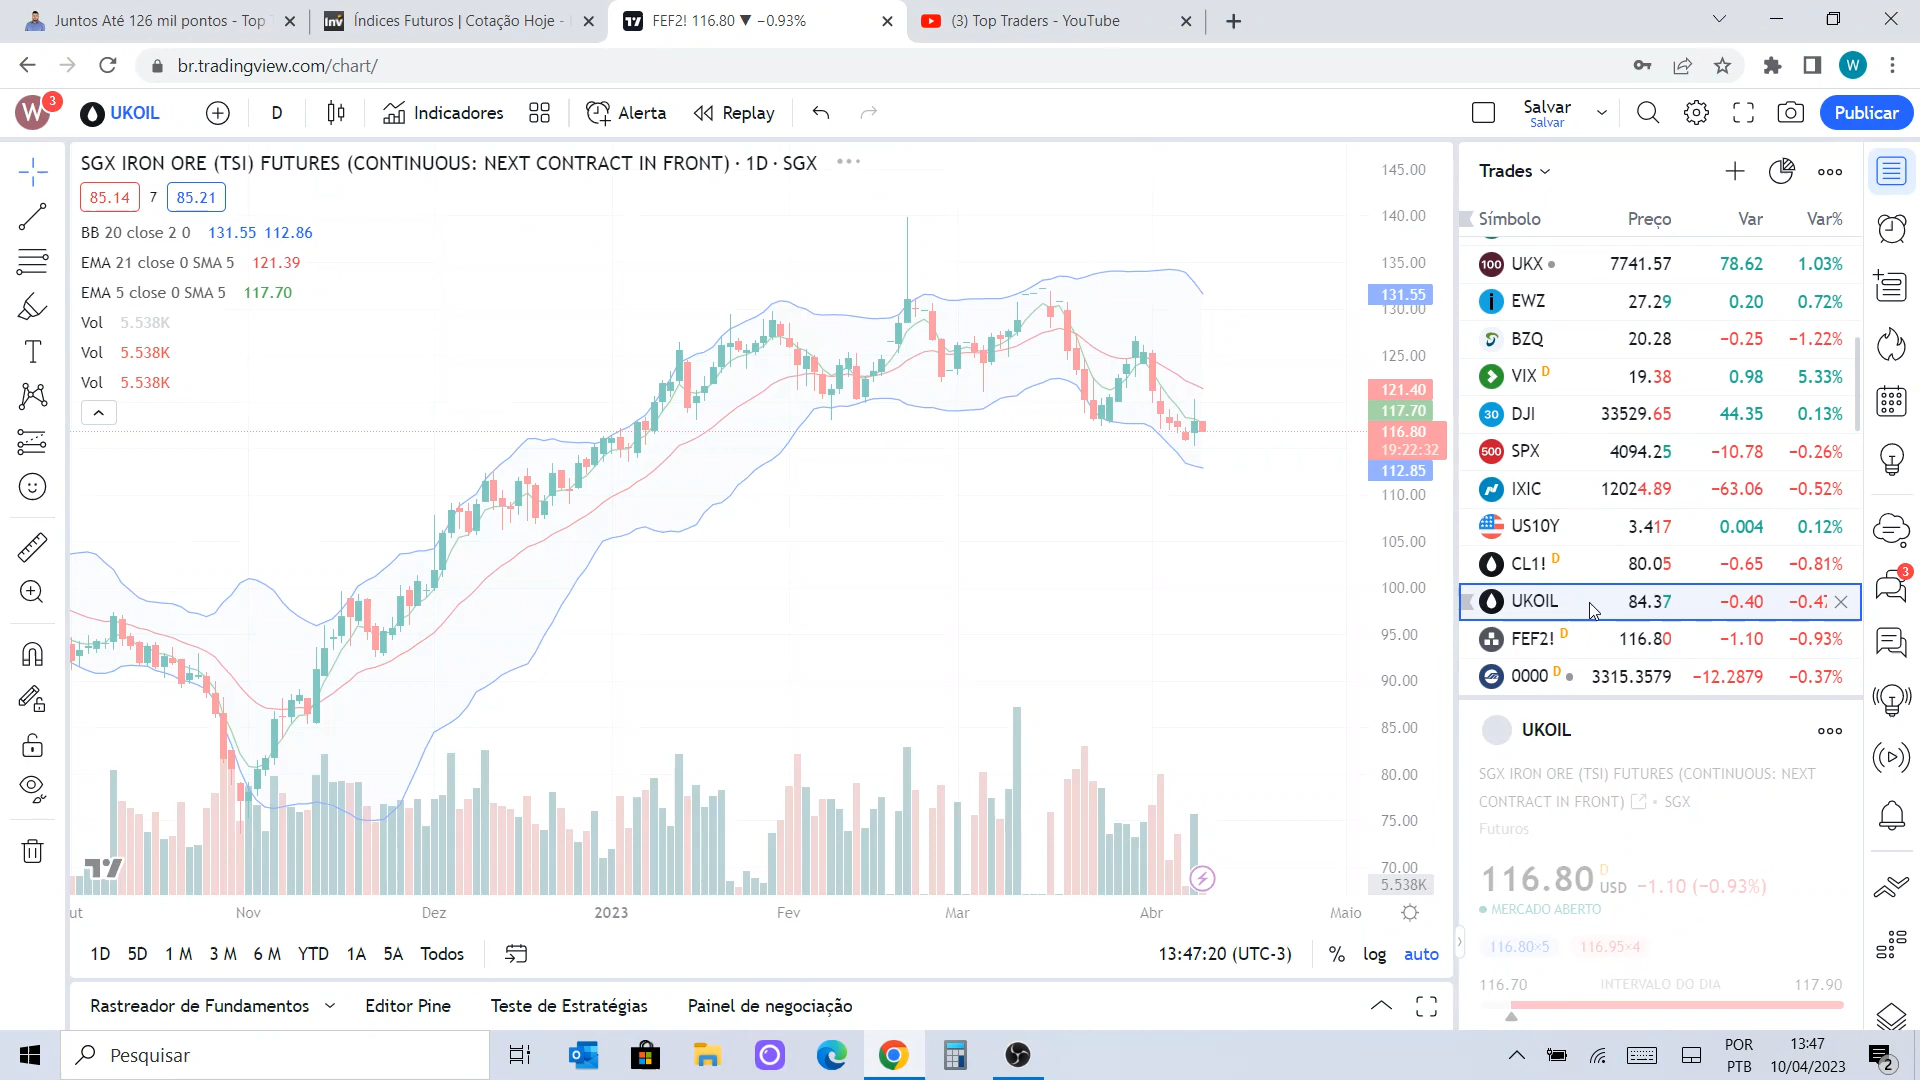 Juntos Até 126 mil pontos - Top
Índices Futuros | Cotação Hoje -
FEF2! 116.80 ▼ −0.93%
(3) Top Traders - YouTube
br.tradingview.com/chart/
W
W
3
UKOIL
D
Indicadores
Alerta
Replay
Salvar
Salvar
Publicar
SGX IRON ORE (TSI) FUTURES (CONTINUOUS: NEXT CONTRACT IN FRONT) · 1D · SGX
85.14 7 85.21
BB 20 close 2 0 131.55 112.86
EMA 21 close 0 SMA 5 121.39
EMA 5 close 0 SMA 5 117.70
Vol 5.538K
Vol 5.538K
Vol 5.538K
145.00
140.00
135.00
131.55
130.00
125.00
121.40
117.70
116.80
19:22:32
112.85
110.00
105.00
100.00
95.00
90.00
85.00
80.00
75.00
70.00
5.538K
ut Nov Dez 2023 Fev Mar Abr Maio
1D 5D 1 M 3 M 6 M YTD 1A 5A Todos
13:47:20 (UTC-3) % log auto
Rastreador de Fundamentos Editor Pine Teste de Estratégias Painel de negociação
Trades
Símbolo Preço Var Var%
100 UKX 7741.57 78.62 1.03%
EWZ 27.29 0.20 0.72%
BZQ 20.28 −0.25 −1.22%
VIX D 19.38 0.98 5.33%
30 DJI 33529.65 44.35 0.13%
500 SPX 4094.25 −10.78 −0.26%
IXIC 12024.89 −63.06 −0.52%
US10Y 3.417 0.004 0.12%
CL1! D 80.05 −0.65 −0.81%
UKOIL 84.37 −0.40 −0.47
FEF2! D 116.80 −1.10 −0.93%
0000 D 3315.3579 −12.2879 −0.37%
UKOIL
SGX IRON ORE (TSI) FUTURES (CONTINUOUS: NEXT
CONTRACT IN FRONT) • SGX
Futuros
116.80 D USD −1.10 (−0.93%)
MERCADO ABERTO
116.80×5 116.95×4
116.70 INTERVALO DO DIA 117.90
3
Pesquisar
POR
PTB
13:47
10/04/2023
2